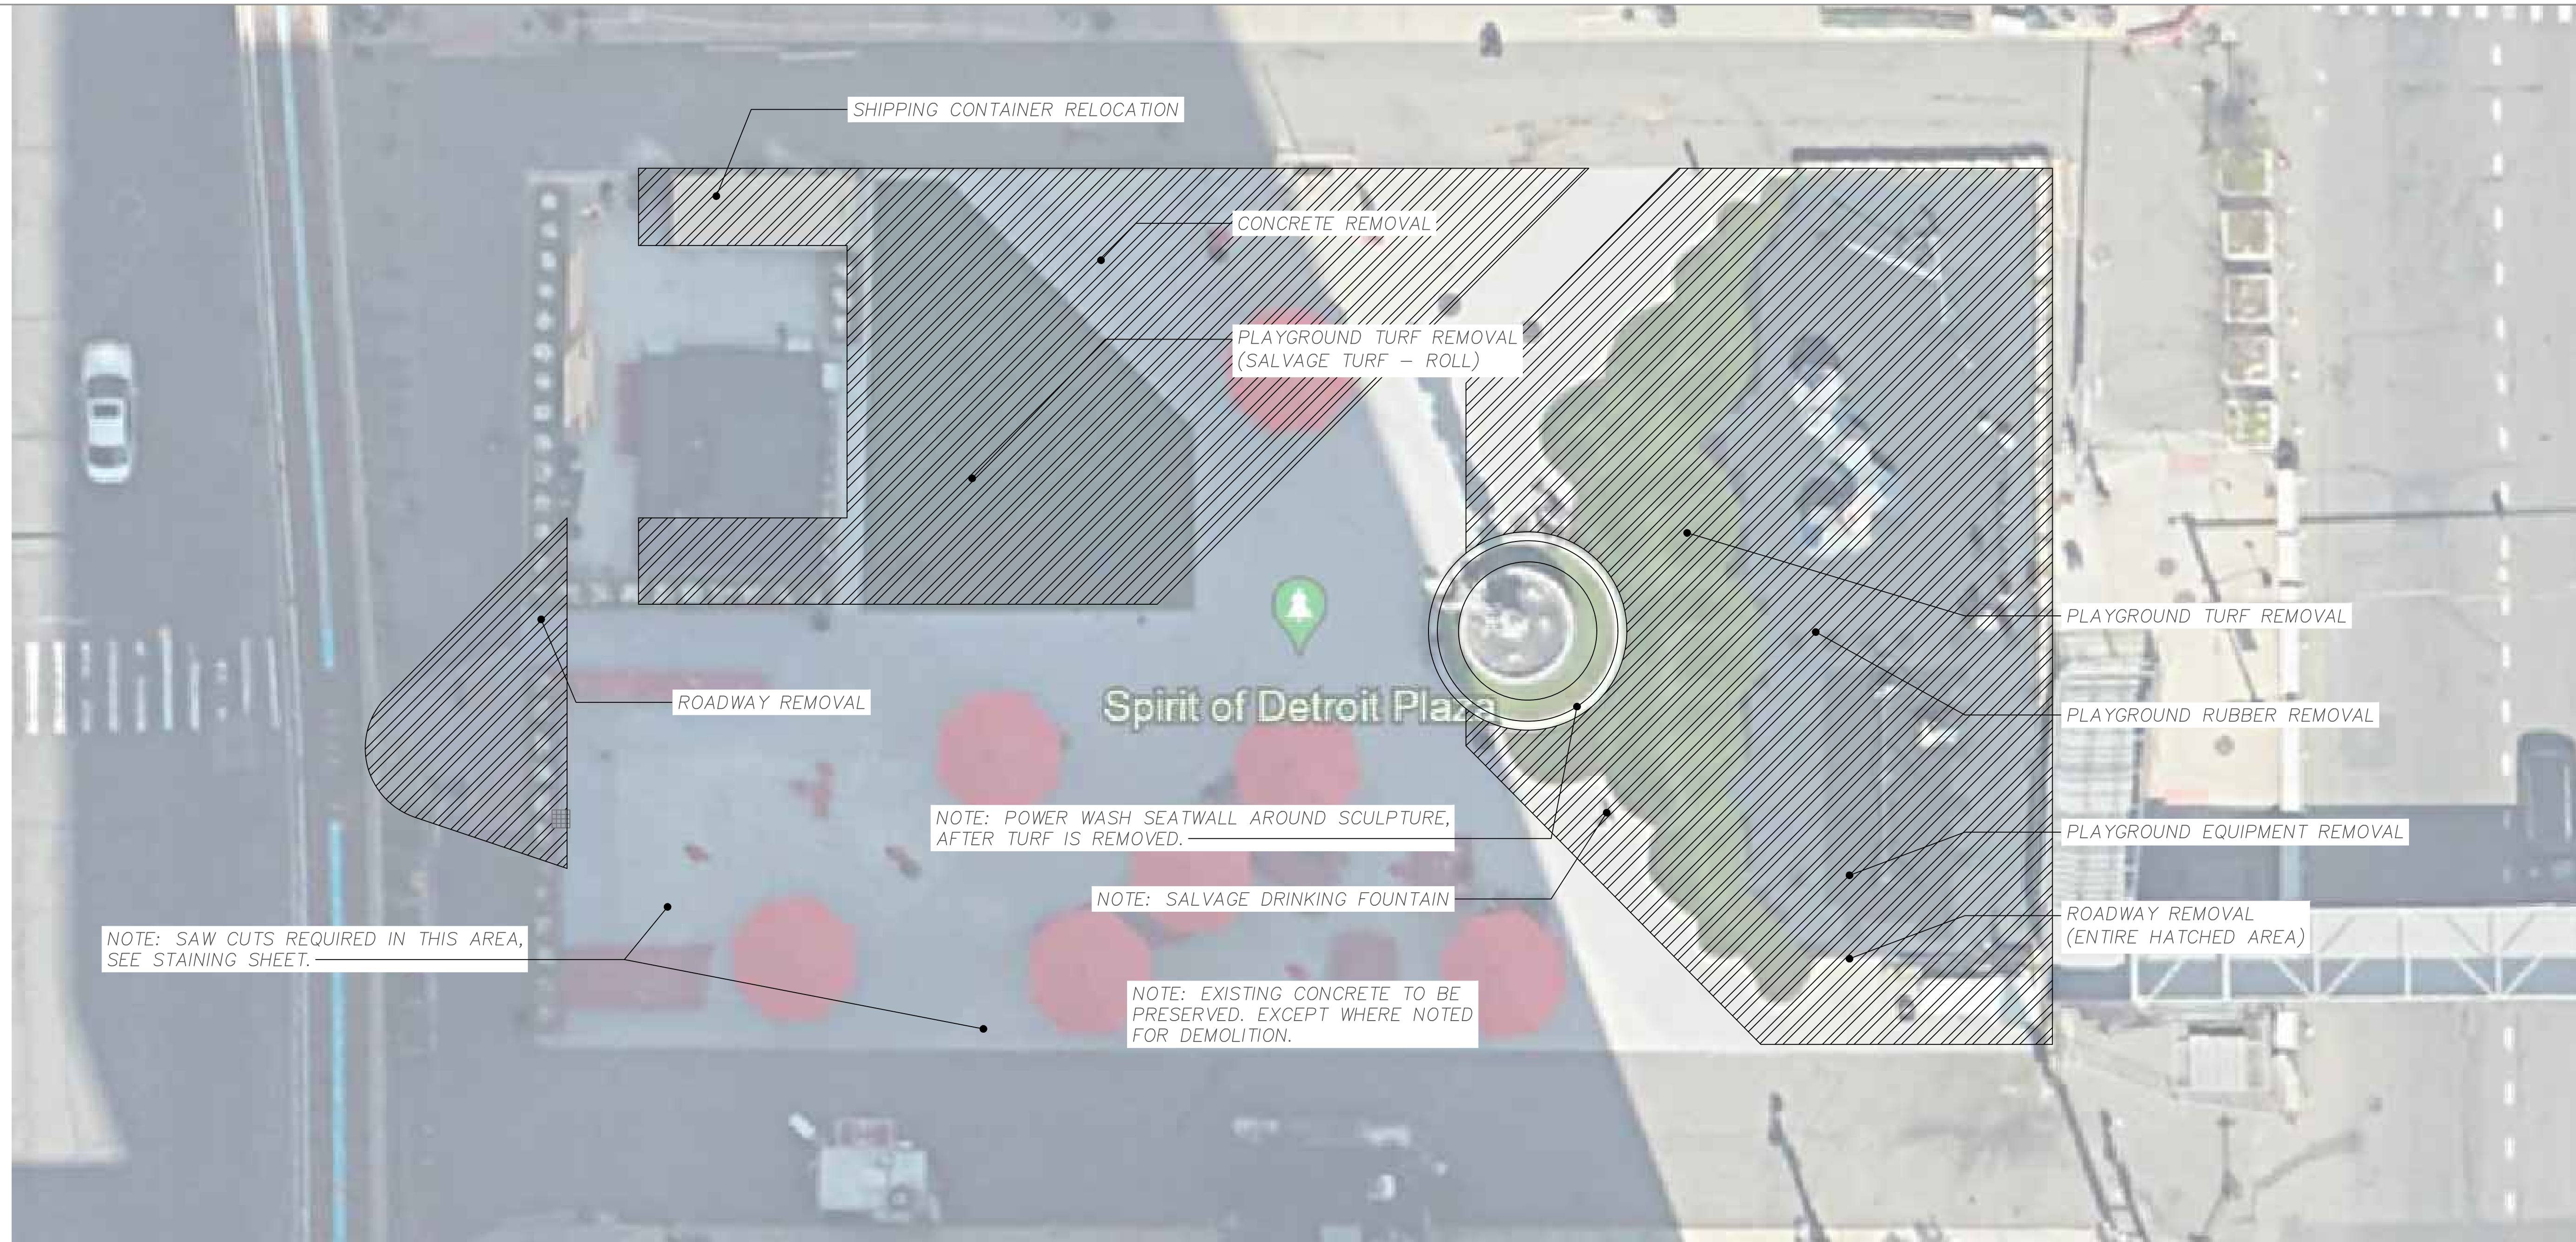 SHIPPING CONTAINER RELOCATION
CONCRETE REMOVAL
PLAYGROUND TURF REMOVAL
(SALVAGE TURF – ROLL)
PLAYGROUND TURF REMOVAL
ROADWAY REMOVAL
Spirit of Detroit Plaza
PLAYGROUND RUBBER REMOVAL
NOTE: POWER WASH SEATWALL AROUND SCULPTURE,
AFTER TURF IS REMOVED.
PLAYGROUND EQUIPMENT REMOVAL
NOTE: SALVAGE DRINKING FOUNTAIN
ROADWAY REMOVAL
(ENTIRE HATCHED AREA)
NOTE: SAW CUTS REQUIRED IN THIS AREA,
SEE STAINING SHEET.
NOTE: EXISTING CONCRETE TO BE
PRESERVED. EXCEPT WHERE NOTED
FOR DEMOLITION.